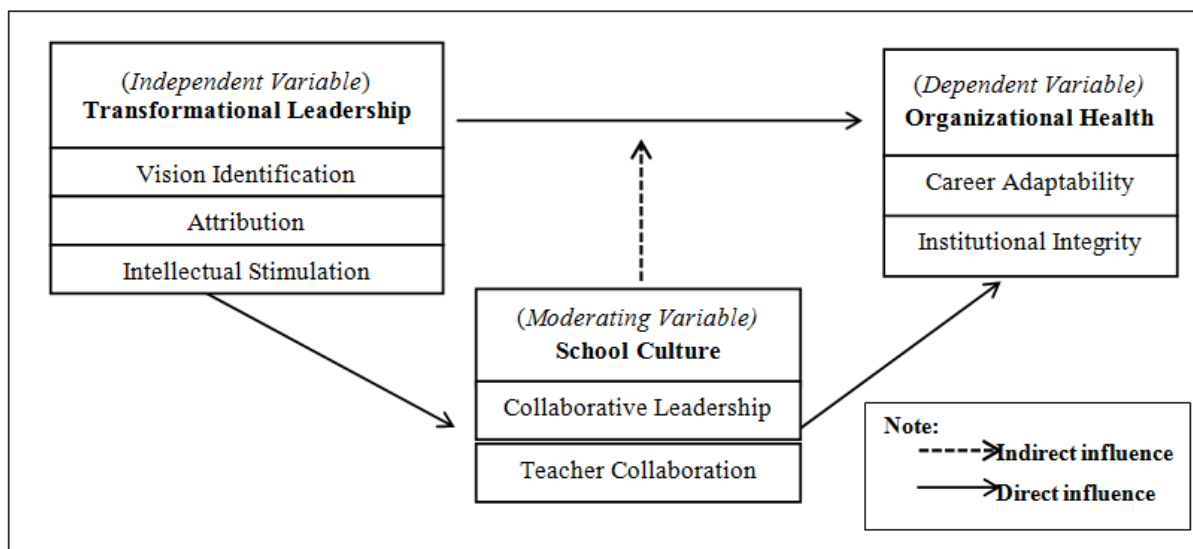 (Independent Variable)
Transformational Leadership
Vision Identification
Attribution
Intellectual Stimulation
(Dependent Variable)
Organizational Health
Career Adaptability
Institutional Integrity
(Moderating Variable)
School Culture
Collaborative Leadership
Teacher Collaboration
Note:
Indirect influence
Direct influence